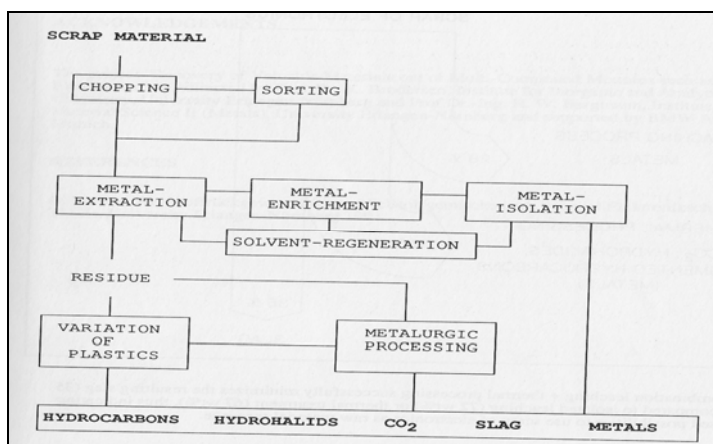 SCRAP MATERIAL
CHOPPING
SORTING
METAL-
EXTRACTION
METAL-
ENRICHMENT
METAL-
ISOLATION
SOLVENT-REGENERATION
RESIDUE
VARIATION
OF
PLASTICS
METALURGIC
PROCESSING
HYDROCARBONS HYDROHALIDS CO2 SLAG METALS